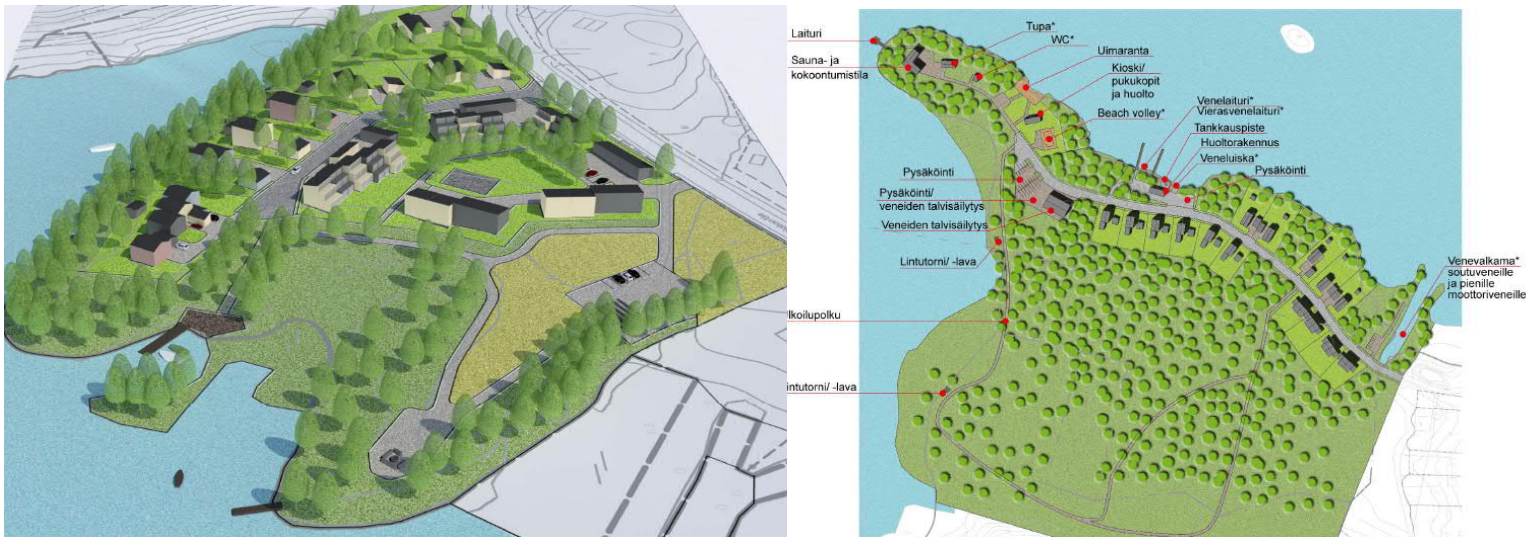 Laituri
Sauna- ja
kokoontumistila
Tupa*
WC*
Uimaranta
Kioski/
pukukopit
ja huolto
Beach volley*
Venelaituri*
Vierasvenelaituri*
Tankkauspiste
Huoltorakennus
Veneluiska*
Pysäköinti
Pysäköinti
Pysäköinti/
veneiden talvisäilytys
Veneiden talvisäilytys
Lintutorni/ -lava
Venevalkama*
soutuveneille
ja pienille
moottoriveneille
lkoilupolku
intutorni/ -lava